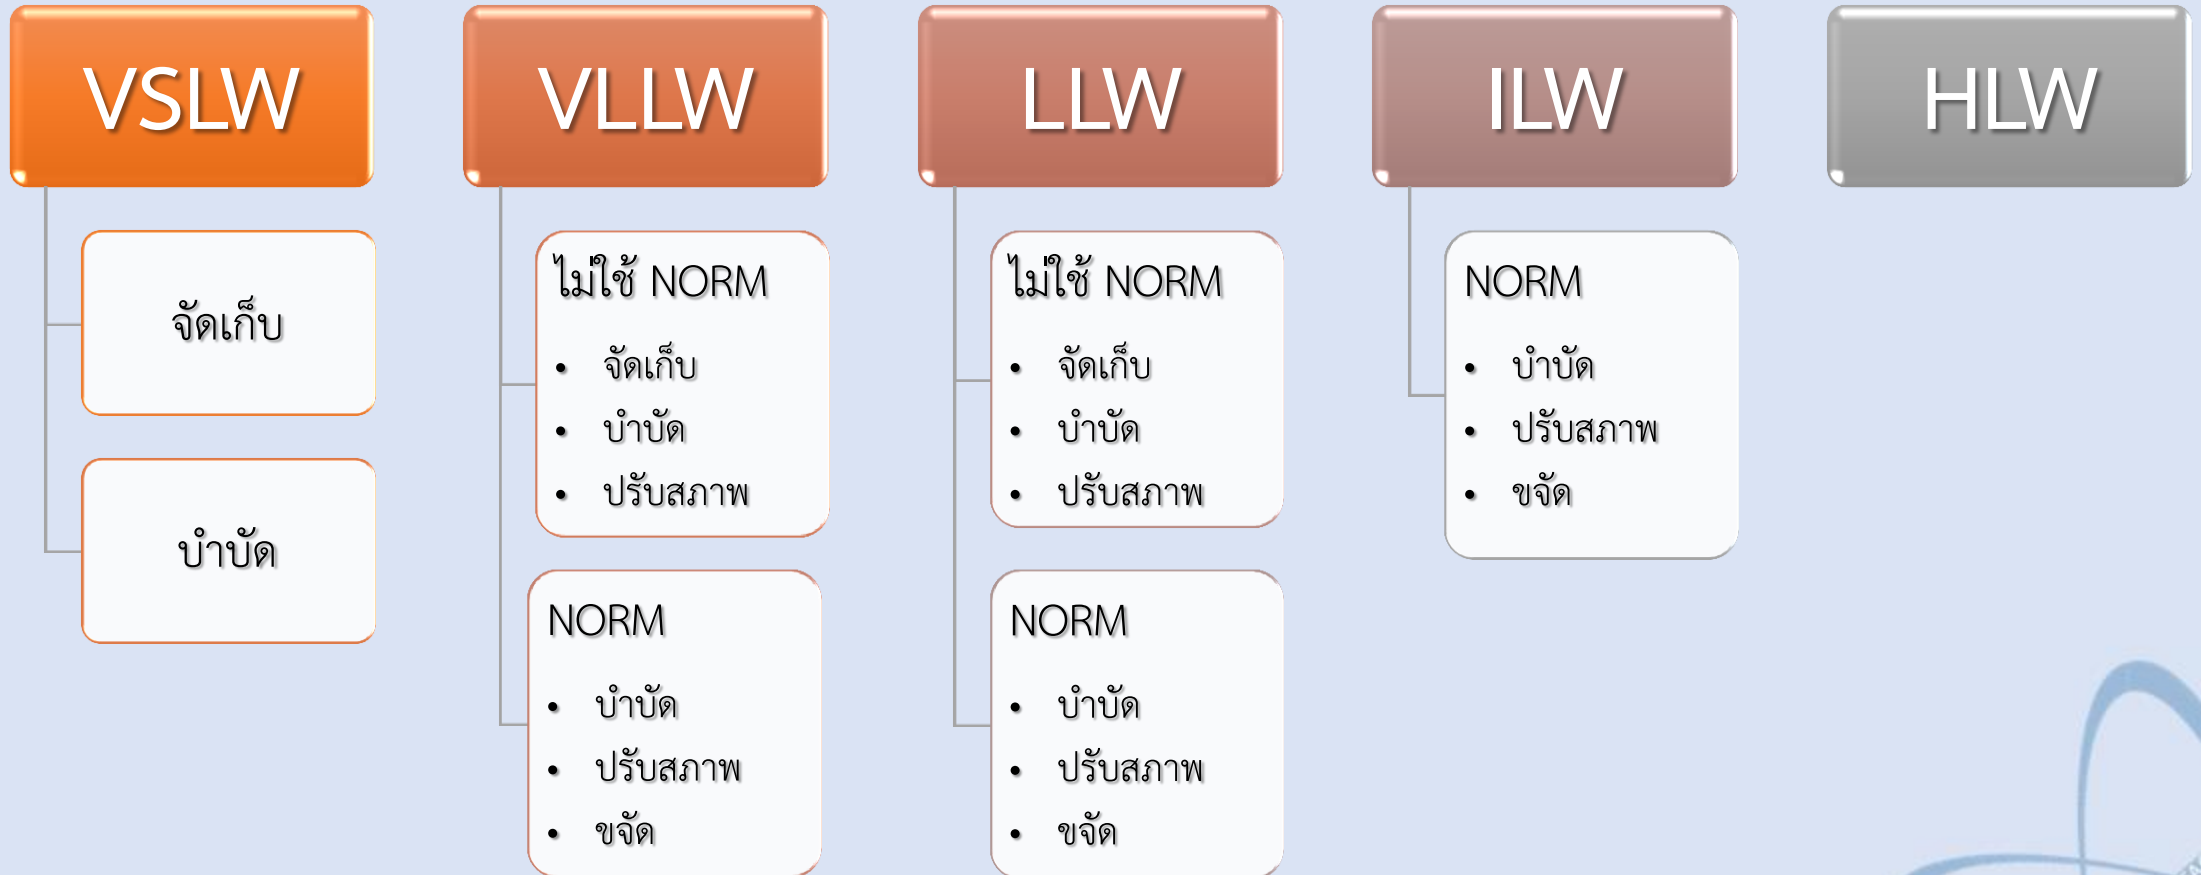 VSLW
จัดเก็บ
บำบัด
VLLW
ไม่ใช้ NORM
• จัดเก็บ
• บำบัด
• ปรับสภาพ
NORM
• บำบัด
• ปรับสภาพ
• ขจัด
LLW
ไม่ใช้ NORM
• จัดเก็บ
• บำบัด
• ปรับสภาพ
NORM
• บำบัด
• ปรับสภาพ
• ขจัด
ILW
NORM
• บำบัด
• ปรับสภาพ
• ขจัด
HLW